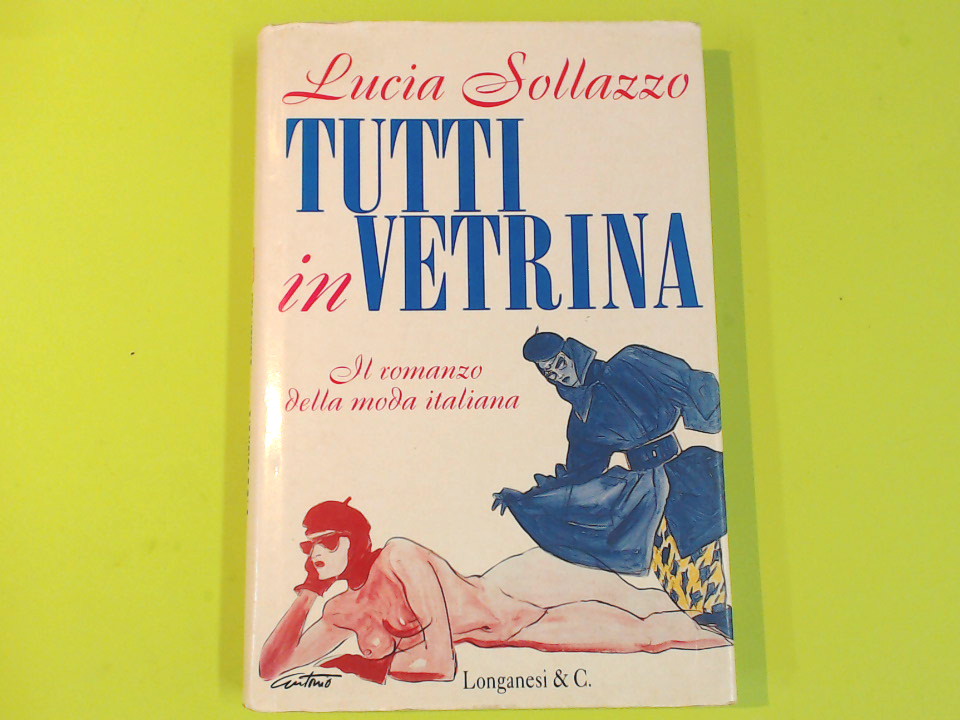 Lucia Sollazzo
TUTTI
in VETRINA
Il romanzo
della moda italiana
Antonio
Longanesi & C.